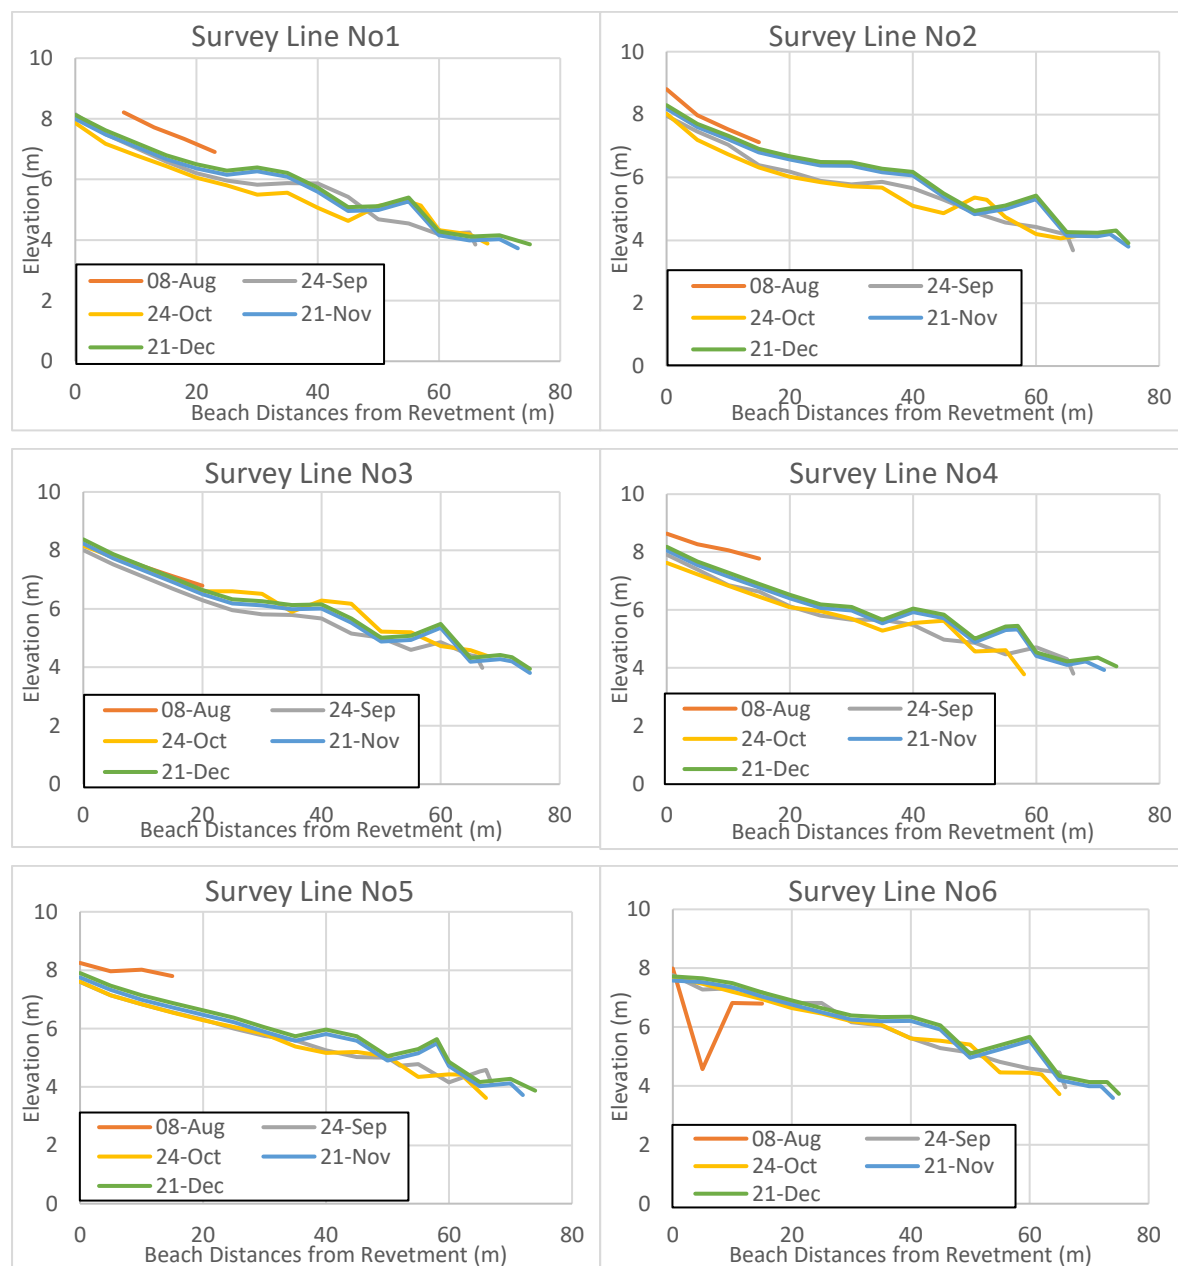 Survey Line No1
10
8
6
4
2
0
Elevation (m)
08-Aug 24-Sep
24-Oct 21-Nov
21-Dec
0 20 40 60 80
Beach Distances from Revetment (m)
Survey Line No2
10
8
6
4
2
0
Elevation (m)
08-Aug 24-Sep
24-Oct 21-Nov
21-Dec
0 20 40 60 80
Beach Distances from Revetment (m)
Survey Line No3
10
8
6
4
2
0
Elevation (m)
08-Aug 24-Sep
24-Oct 21-Nov
21-Dec
0 20 40 60 80
Beach Distances from Revetment (m)
Survey Line No4
10
8
6
4
2
0
Elevation (m)
08-Aug 24-Sep
24-Oct 21-Nov
21-Dec
0 20 40 60 80
Beach Distances from Revetment (m)
Survey Line No5
10
8
6
4
2
0
Elevation (m)
08-Aug 24-Sep
24-Oct 21-Nov
21-Dec
0 20 40 60 80
Beach Distances from Revetment (m)
Survey Line No6
10
8
6
4
2
0
Elevation (m)
08-Aug 24-Sep
24-Oct 21-Nov
21-Dec
0 20 40 60 80
Beach Distances from Revetment (m)